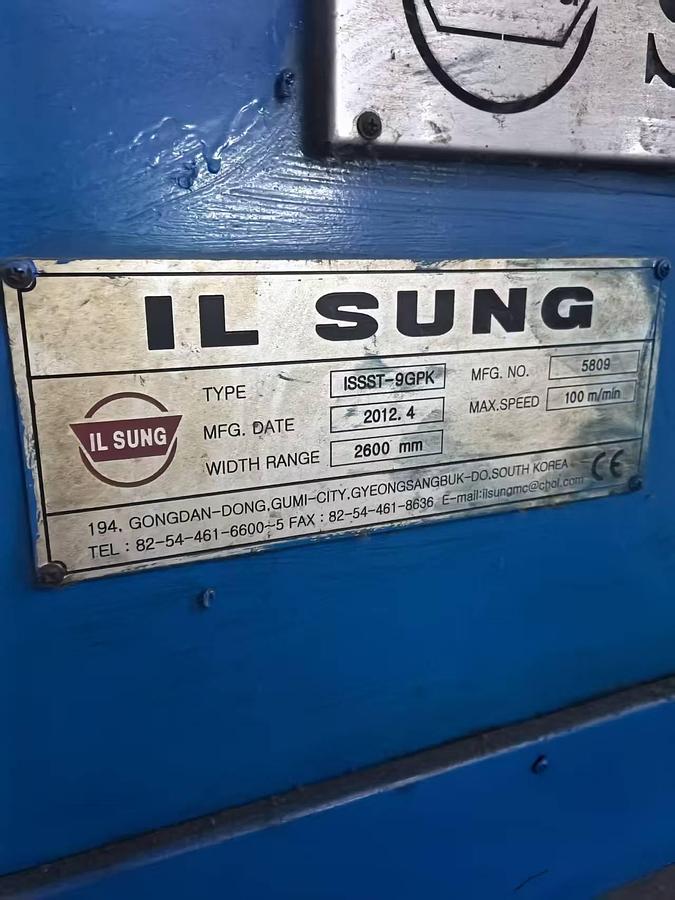 IL SUNG
TYPE ISSST-9GPK MFG. NO. 5809
MFG. DATE 2012. 4 MAX.SPEED 100 m/min
WIDTH RANGE 2600 mm
IL SUNG
194, GONGDAN-DONG,GUMI-CITY,GYEONGSANGBUK-DO,SOUTH KOREA CE
TEL : 82-54-461-6600~5 FAX : 82-54-461-8636 E-mail:ilsungmc@chol.com